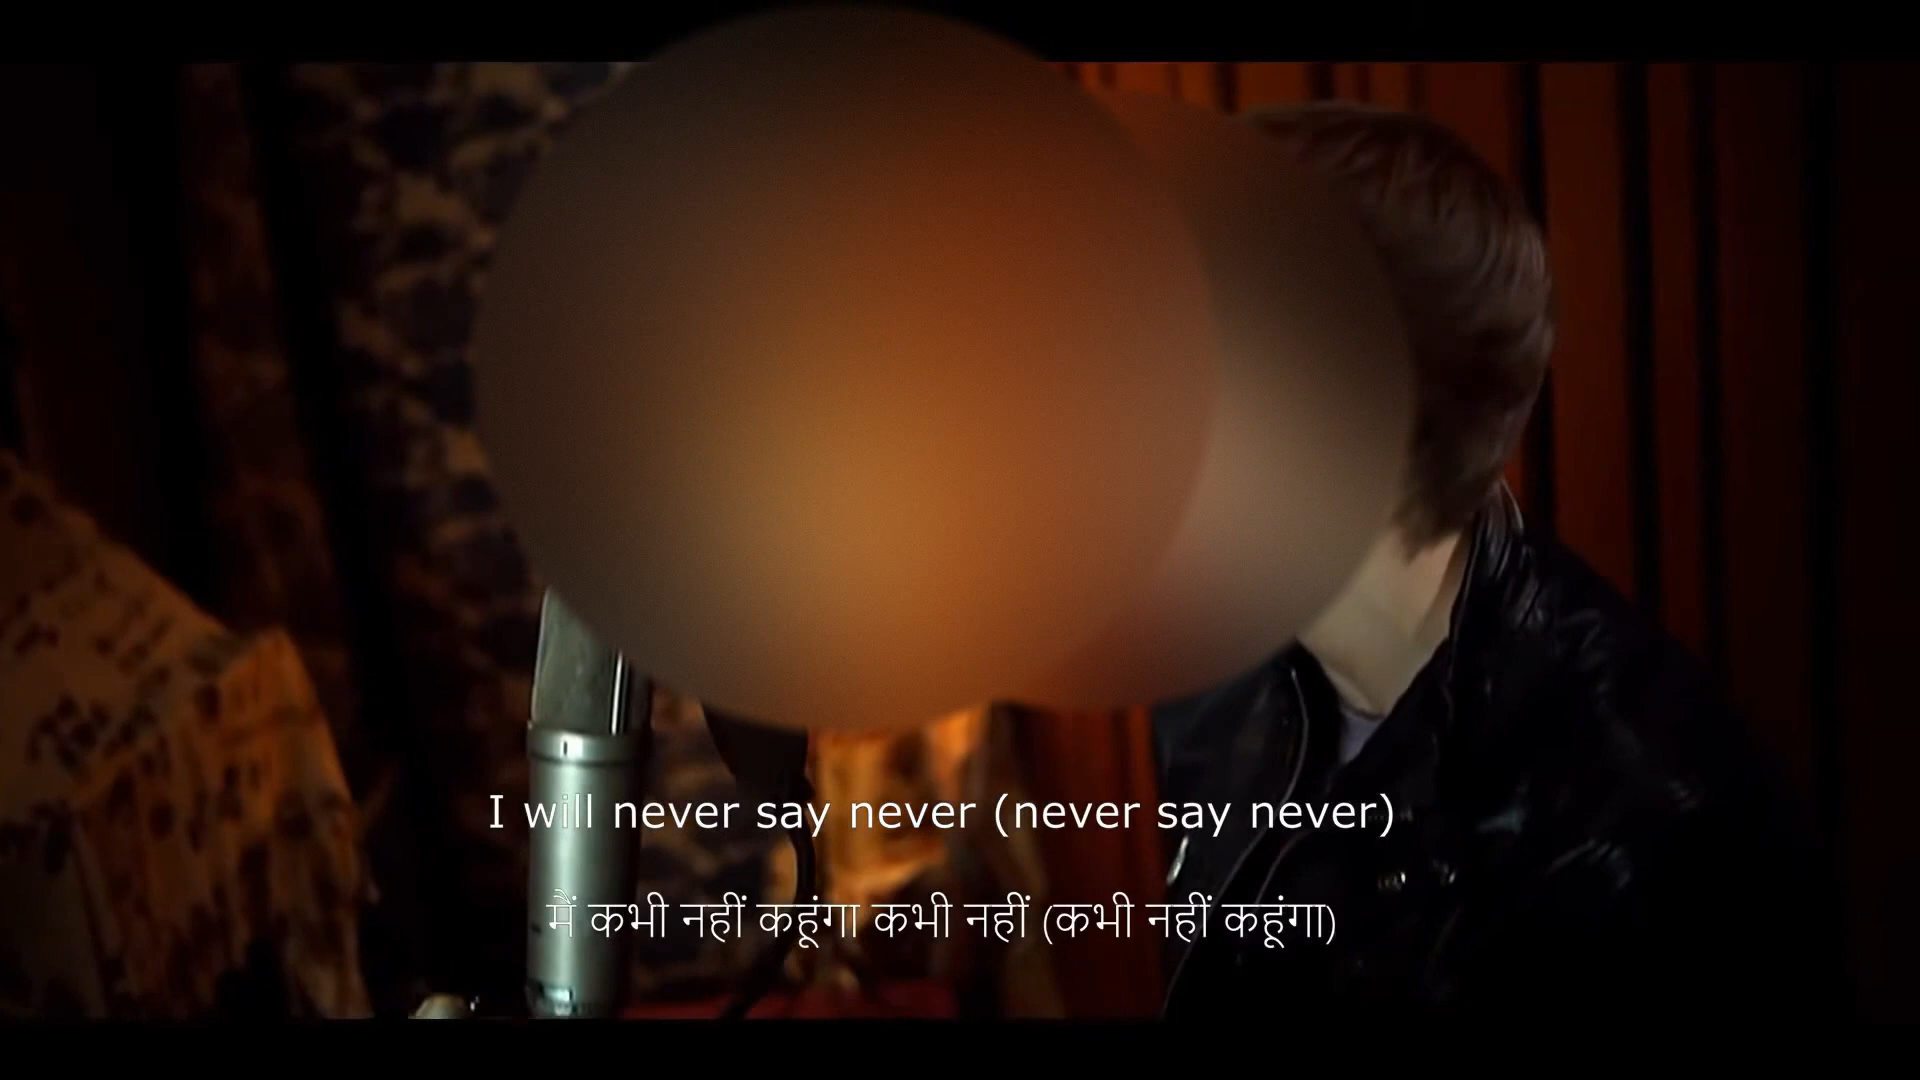 I will never say never (never say never)
मैं कभी नहीं कहूंगा कभी नहीं (कभी नहीं कहूंगा)